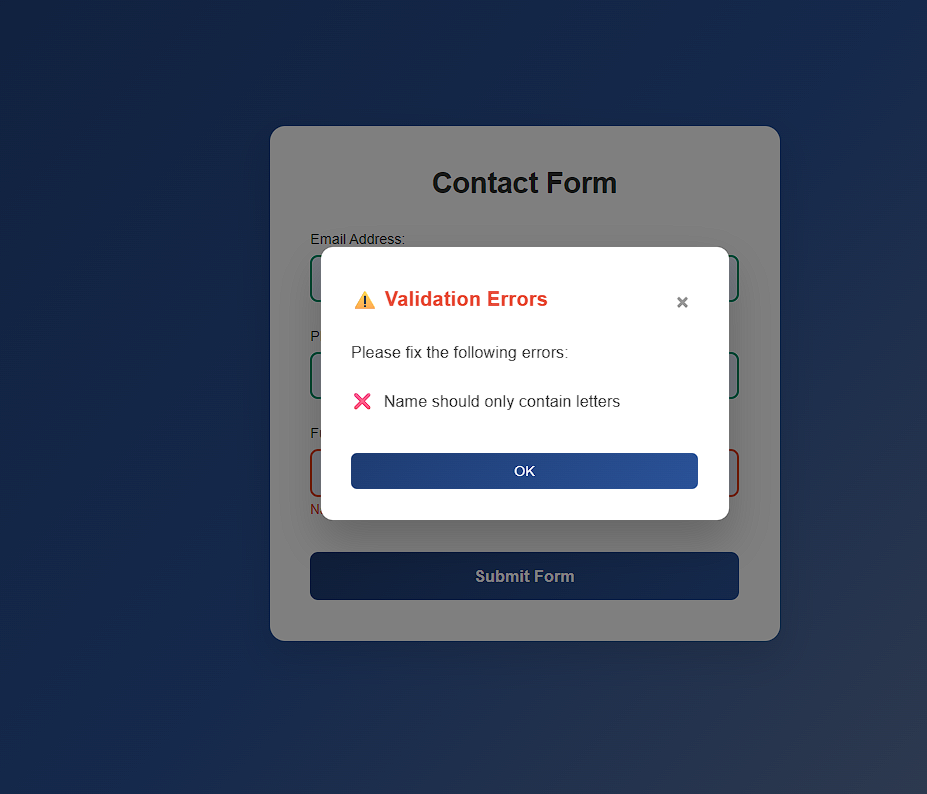 Contact Form
Email Address:
Validation Errors
Please fix the following errors:
Name should only contain letters
OK
Submit Form